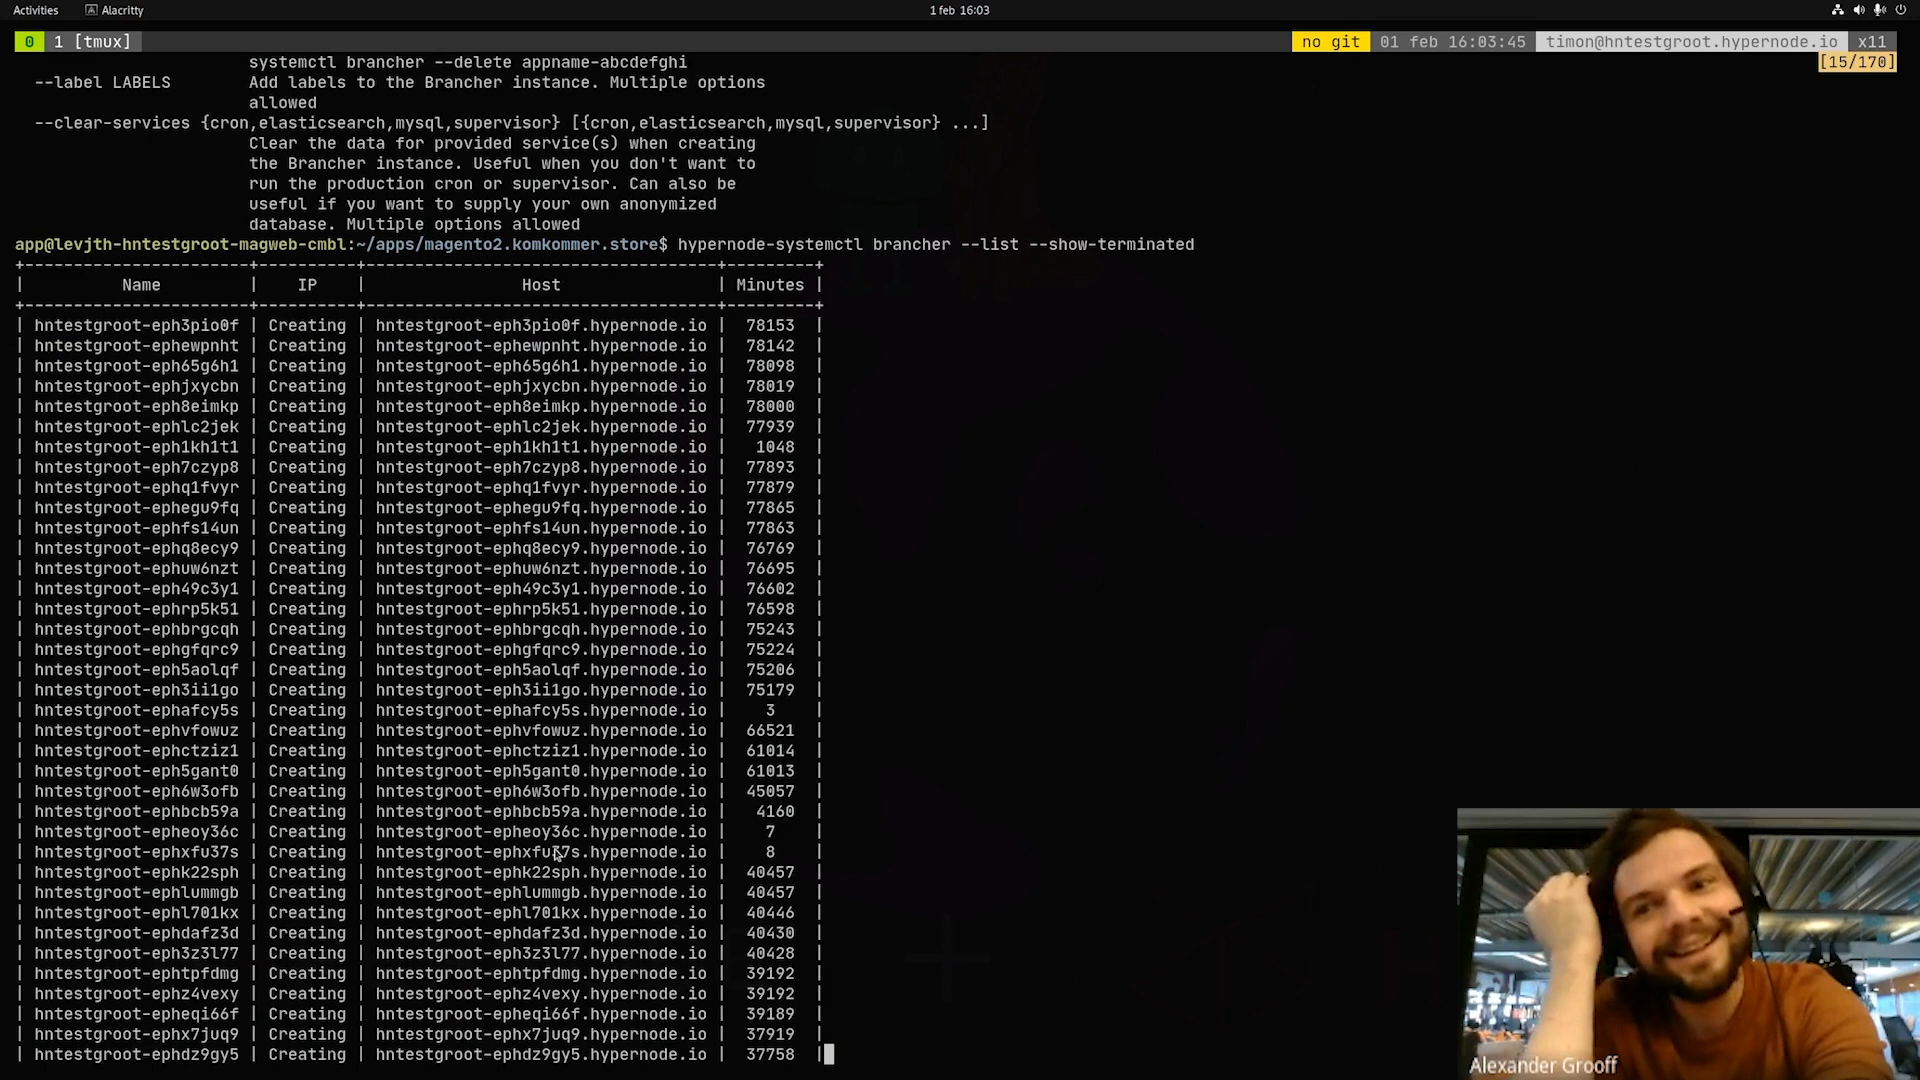 Activities Alacritty 1 feb 16:03
0 1 [tmux] no git 01 feb 16:03:45 timon@hntestgroot.hypernode.io x11
systemctl brancher --delete appname-abcdefghi [15/170]
--label LABELS Add labels to the Brancher instance. Multiple options
allowed
--clear-services {cron,elasticsearch,mysql,supervisor} [{cron,elasticsearch,mysql,supervisor} ...]
Clear the data for provided service(s) when creating
the Brancher instance. Useful when you don't want to
run the production cron or supervisor. Can also be
useful if you want to supply your own anonymized
database. Multiple options allowed
app@levjth-hntestgroot-magweb-cmbl:~/apps/magento2.komkommer.store$ hypernode-systemctl brancher --list --show-terminated
+------------------------+-----------+-------------------------------------+---------+
| Name | IP | Host | Minutes |
+------------------------+-----------+-------------------------------------+---------+
| hntestgroot-eph3pio0f | Creating | hntestgroot-eph3pio0f.hypernode.io | 78153 |
| hntestgroot-ephewpnht | Creating | hntestgroot-ephewpnht.hypernode.io | 78142 |
| hntestgroot-eph65g6h1 | Creating | hntestgroot-eph65g6h1.hypernode.io | 78098 |
| hntestgroot-ephjxycbn | Creating | hntestgroot-ephjxycbn.hypernode.io | 78019 |
| hntestgroot-eph8eimkp | Creating | hntestgroot-eph8eimkp.hypernode.io | 78000 |
| hntestgroot-ephlc2jek | Creating | hntestgroot-ephlc2jek.hypernode.io | 77939 |
| hntestgroot-eph1kh1t1 | Creating | hntestgroot-eph1kh1t1.hypernode.io | 1048 |
| hntestgroot-eph7czyp8 | Creating | hntestgroot-eph7czyp8.hypernode.io | 77893 |
| hntestgroot-ephq1fvyr | Creating | hntestgroot-ephq1fvyr.hypernode.io | 77879 |
| hntestgroot-ephegu9fq | Creating | hntestgroot-ephegu9fq.hypernode.io | 77865 |
| hntestgroot-ephfs14un | Creating | hntestgroot-ephfs14un.hypernode.io | 77863 |
| hntestgroot-ephq8ecy9 | Creating | hntestgroot-ephq8ecy9.hypernode.io | 76769 |
| hntestgroot-ephuw6nzt | Creating | hntestgroot-ephuw6nzt.hypernode.io | 76695 |
| hntestgroot-eph49c3y1 | Creating | hntestgroot-eph49c3y1.hypernode.io | 76602 |
| hntestgroot-ephrp5k51 | Creating | hntestgroot-ephrp5k51.hypernode.io | 76598 |
| hntestgroot-ephbrgcqh | Creating | hntestgroot-ephbrgcqh.hypernode.io | 75243 |
| hntestgroot-ephgfqrc9 | Creating | hntestgroot-ephgfqrc9.hypernode.io | 75224 |
| hntestgroot-eph5aolqf | Creating | hntestgroot-eph5aolqf.hypernode.io | 75206 |
| hntestgroot-eph3ii1go | Creating | hntestgroot-eph3ii1go.hypernode.io | 75179 |
| hntestgroot-ephafcy5s | Creating | hntestgroot-ephafcy5s.hypernode.io | 3 |
| hntestgroot-ephvfowuz | Creating | hntestgroot-ephvfowuz.hypernode.io | 66521 |
| hntestgroot-ephctziz1 | Creating | hntestgroot-ephctziz1.hypernode.io | 61014 |
| hntestgroot-eph5gant0 | Creating | hntestgroot-eph5gant0.hypernode.io | 61013 |
| hntestgroot-eph6w3ofb | Creating | hntestgroot-eph6w3ofb.hypernode.io | 45057 |
| hntestgroot-ephbcb59a | Creating | hntestgroot-ephbcb59a.hypernode.io | 4160 |
| hntestgroot-epheoy36c | Creating | hntestgroot-epheoy36c.hypernode.io | 7 |
| hntestgroot-ephxfu37s | Creating | hntestgroot-ephxfu37s.hypernode.io | 8 |
| hntestgroot-ephk22sph | Creating | hntestgroot-ephk22sph.hypernode.io | 40457 |
| hntestgroot-ephlummgb | Creating | hntestgroot-ephlummgb.hypernode.io | 40457 |
| hntestgroot-ephl701kx | Creating | hntestgroot-ephl701kx.hypernode.io | 40446 |
| hntestgroot-ephdafz3d | Creating | hntestgroot-ephdafz3d.hypernode.io | 40430 |
| hntestgroot-eph3z3l77 | Creating | hntestgroot-eph3z3l77.hypernode.io | 40428 |
| hntestgroot-ephtpfdmg | Creating | hntestgroot-ephtpfdmg.hypernode.io | 39192 |
| hntestgroot-ephz4vexy | Creating | hntestgroot-ephz4vexy.hypernode.io | 39192 |
| hntestgroot-epheqi66f | Creating | hntestgroot-epheqi66f.hypernode.io | 39189 |
| hntestgroot-ephx7juq9 | Creating | hntestgroot-ephx7juq9.hypernode.io | 37919 |
| hntestgroot-ephdz9gy5 | Creating | hntestgroot-ephdz9gy5.hypernode.io | 37758 |
Alexander Grooff